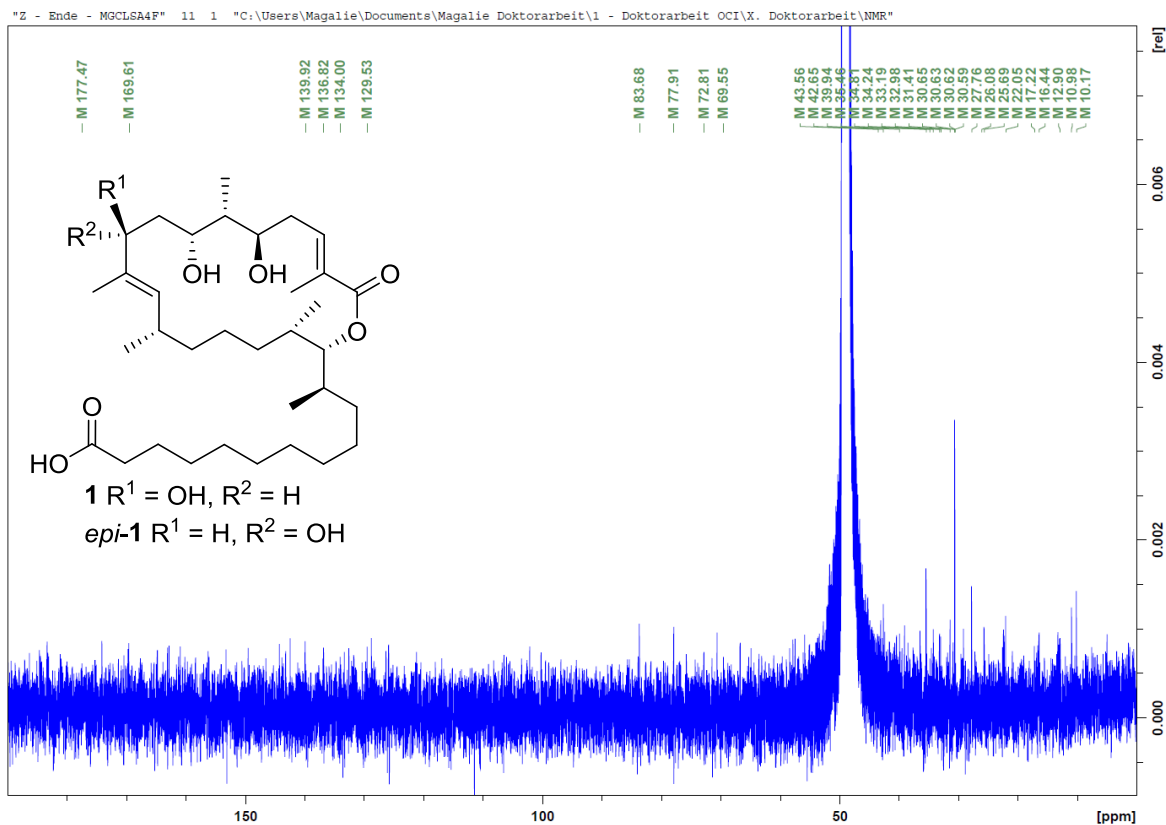 "Z - Ende - MGCLSA4F" 11 1 "C:\Users\Magalie\Documents\Magalie Doktorarbeit\1 - Doktorarbeit OCI\X. Doktorarbeit\NMR"
M 177.47
M 169.61
M 139.92
M 136.82
M 134.00
M 129.53
M 83.68
M 77.91
M 72.81
M 69.55
M 43.56
M 42.65
M 39.94
M 35.46
M 34.81
M 34.24
M 33.19
M 32.98
M 31.41
M 30.65
M 30.63
M 30.62
M 30.59
M 27.76
M 26.08
M 25.69
M 22.05
M 17.22
M 16.44
M 12.90
M 10.98
M 10.17
[rel]
0.006
0.004
0.002
0.000
R1
R2
OH
OH
O
O
O
HO
1 R1 = OH, R2 = H
epi-1 R1 = H, R2 = OH
150
100
50
[ppm]